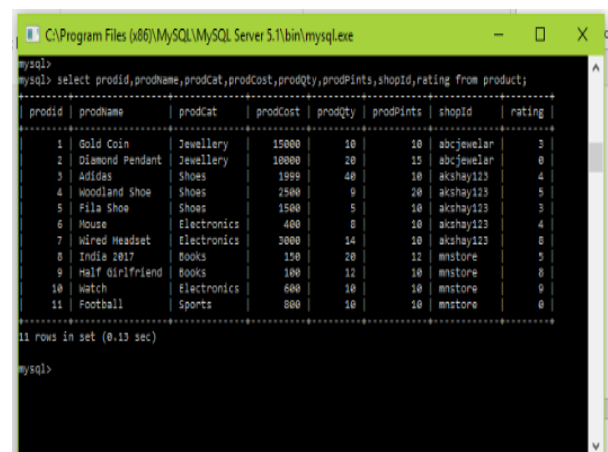 C:\Program Files (x86)\MySQL\MySQL Server 5.1\bin\mysql.exe
mysql>
mysql> select prodid,prodName,prodCat,prodCost,prodQty,prodPints,shopId,rating from product;
| prodid | prodName | prodCat | prodCost | prodQty | prodPints | shopId | rating |
| 1 | Gold Coin | Jewellery | 15000 | 10 | 10 | abcjewelar | 3 |
| 2 | Diamond Pendant | Jewellery | 10000 | 20 | 15 | abcjewelar | 0 |
| 3 | Adidas | Shoes | 1999 | 40 | 10 | akshay123 | 4 |
| 4 | Woodland Shoe | Shoes | 2500 | 9 | 20 | akshay123 | 5 |
| 5 | Fila Shoe | Shoes | 1500 | 5 | 10 | akshay123 | 3 |
| 6 | Mouse | Electronics | 400 | 8 | 10 | akshay123 | 4 |
| 7 | Wired Headset | Electronics | 3000 | 14 | 10 | akshay123 | 8 |
| 8 | India 2017 | Books | 150 | 20 | 12 | mnstore | 5 |
| 9 | Half Girlfriend | Books | 100 | 12 | 10 | mnstore | 8 |
| 10 | Watch | Electronics | 600 | 10 | 10 | mnstore | 9 |
| 11 | Football | Sports | 800 | 10 | 10 | mnstore | 0 |
11 rows in set (0.13 sec)
mysql>